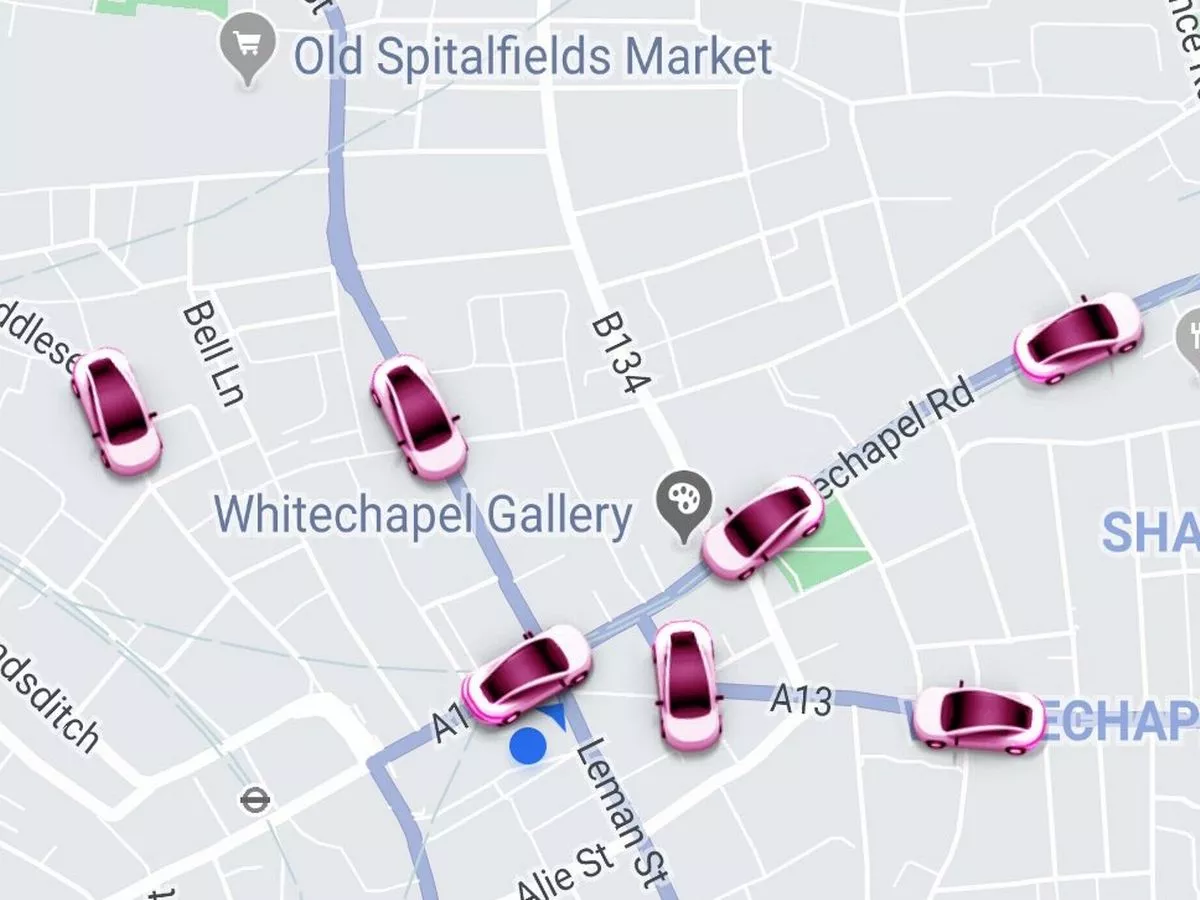 Old Spitalfields Market
ddlese
Bell Ln
B134
echapel Rd
Whitechapel Gallery
SHA
A1
A13
ECHAP
ndsditch
Leman St
Alie St